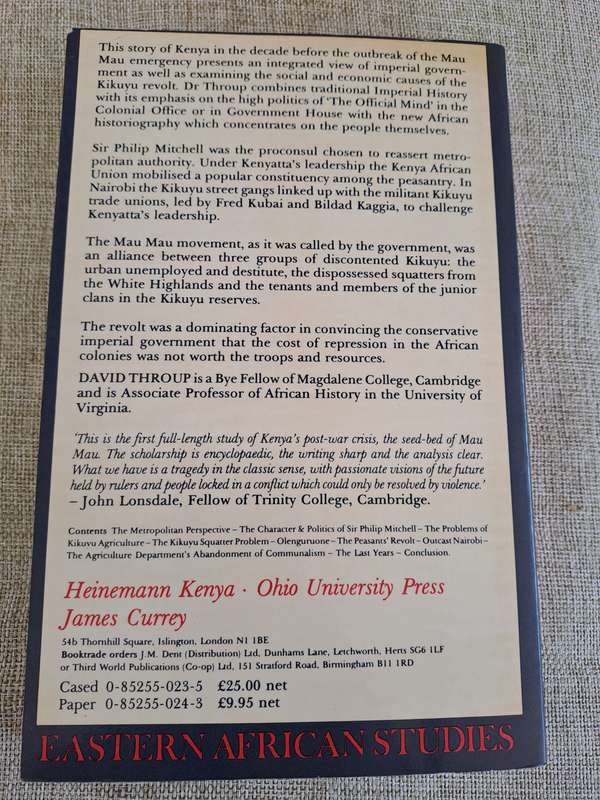 This story of Kenya in the decade before the outbreak of the Mau
Mau emergency presents an integrated view of imperial govern-
ment as well as examining the social and economic causes of the
Kikuyu revolt. Dr Throup combines traditional Imperial History
with its emphasis on the high politics of 'The Official Mind' in the
Colonial Office or in Government House with the new African
historiography which concentrates on the people themselves.
Sir Philip Mitchell was the proconsul chosen to reassert metro-
politan authority. Under Kenyatta's leadership the Kenya African
Union mobilised a popular constituency among the peasantry. In
Nairobi the Kikuyu street gangs linked up with the militant Kikuyu
trade unions, led by Fred Kubai and Bildad Kaggia, to challenge
Kenyatta's leadership.
The Mau Mau movement, as it was called by the government, was
an alliance between three groups of discontented Kikuyu: the
urban unemployed and destitute, the dispossessed squatters from
the White Highlands and the tenants and members of the junior
clans in the Kikuyu reserves.
The revolt was a dominating factor in convincing the conservative
imperial government that the cost of repression in the African
colonies was not worth the troops and resources.
DAVID THROUP is a Bye Fellow of Magdalene College, Cambridge
and is Associate Professor of African History in the University of
Virginia.
'This is the first full-length study of Kenya's post-war crisis, the seed-bed of Mau
Mau. The scholarship is encyclopaedic, the writing sharp and the analysis clear.
What we have is a tragedy in the classic sense, with passionate visions of the future
held by rulers and people locked in a conflict which could only be resolved by violence.'
– John Lonsdale, Fellow of Trinity College, Cambridge.
Contents The Metropolitan Perspective – The Character & Politics of Sir Philip Mitchell – The Problems of
Kikuyu Agriculture – The Kikuyu Squatter Problem – Olenguruone – The Peasants' Revolt – Outcast Nairobi –
The Agriculture Department's Abandonment of Communalism – The Last Years – Conclusion.
Heinemann Kenya · Ohio University Press
James Currey
54b Thornhill Square, Islington, London N1 1BE
Booktrade orders J.M. Dent (Distribution) Ltd, Dunhams Lane, Letchworth, Herts SG6 1LF
or Third World Publications (Co-op) Ltd, 151 Stratford Road, Birmingham B11 1RD
Cased 0-85255-023-5 £25.00 net
Paper 0-85255-024-3 £9.95 net
EASTERN AFRICAN STUDIES